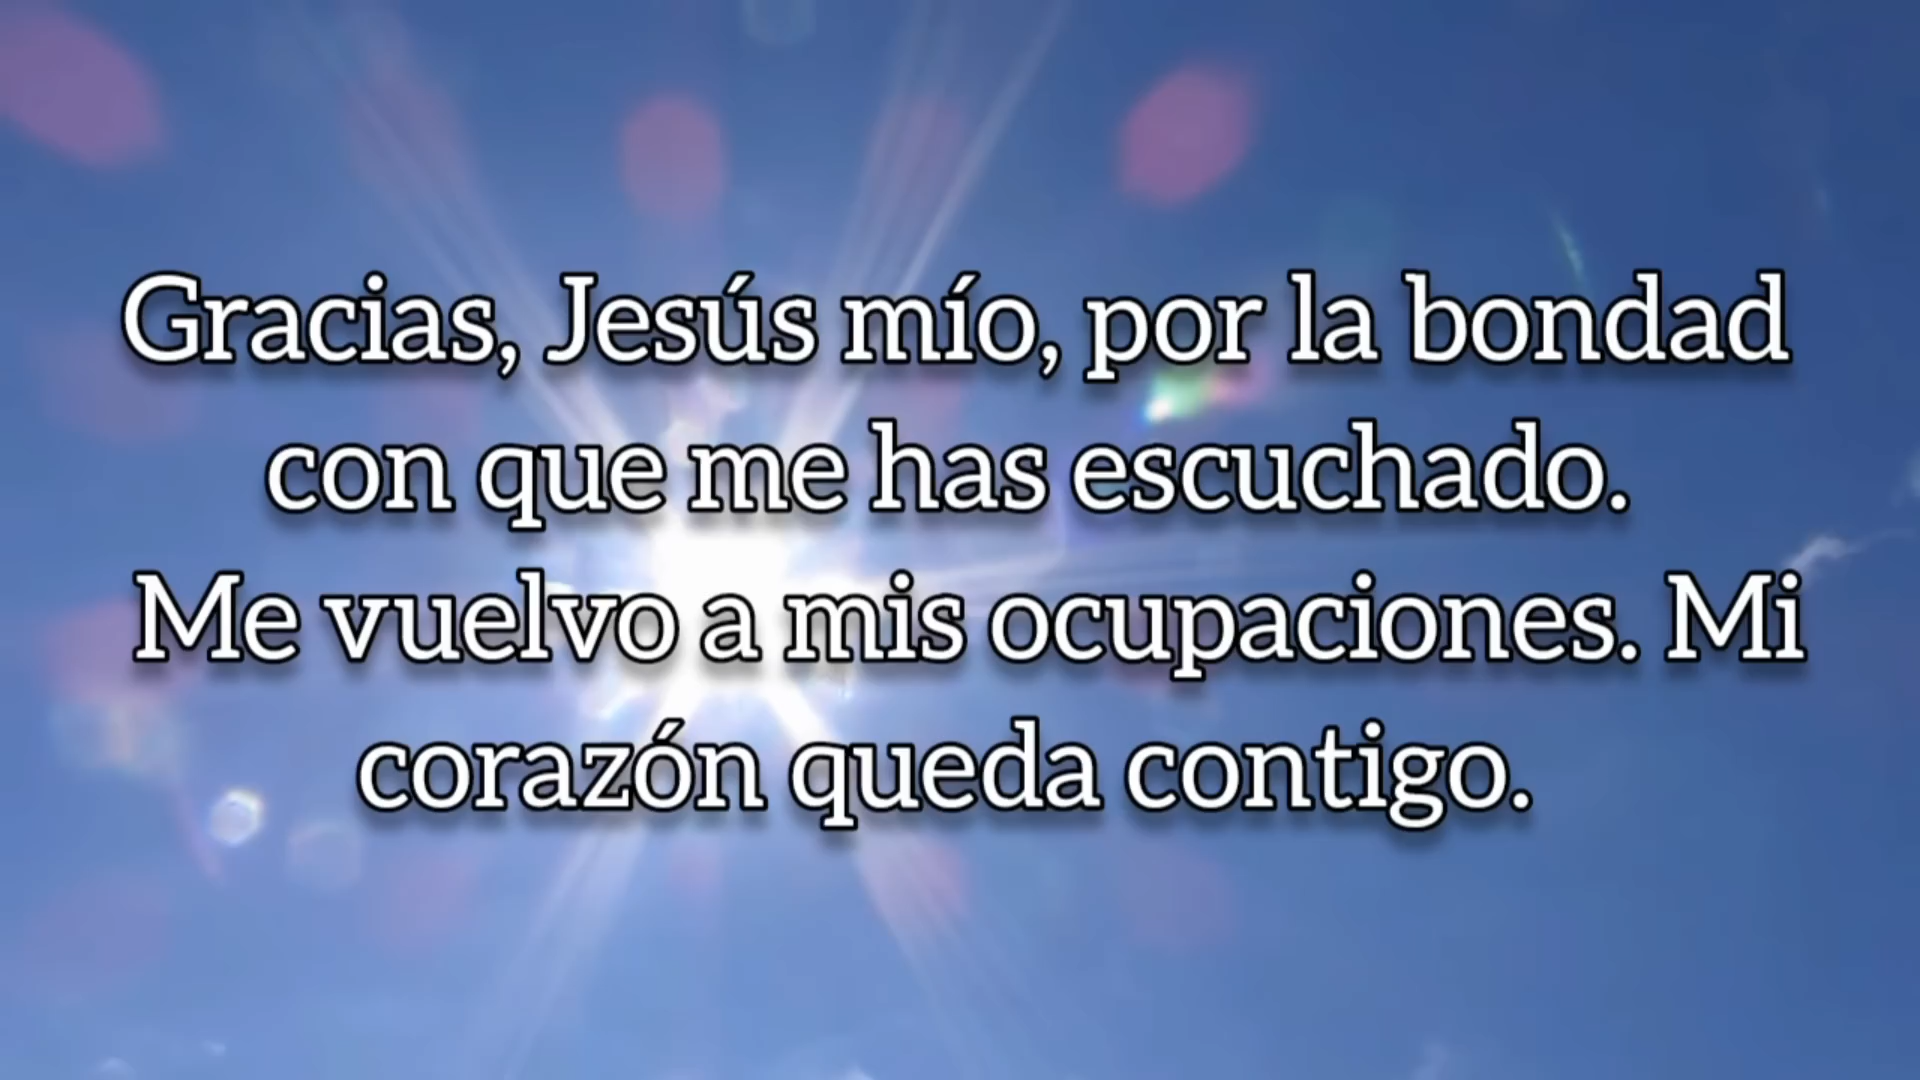 Gracias, Jesús mío, por la bondad
con que me has escuchado.
Me vuelvo a mis ocupaciones. Mi
corazón queda contigo.